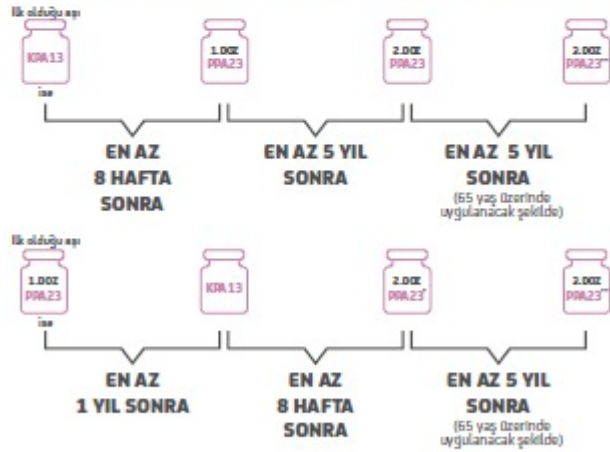 İlk olduğu aşı
KPA13
1.DOZ
PPA23
2.DOZ
PPA23
3.DOZ
PPA23**
ise
EN AZ
8 HAFTA
SONRA
EN AZ 5 YIL
SONRA
EN AZ 5 YIL
SONRA
(65 yaş üzerinde
uygulanacak şekilde)
İlk olduğu aşı
1.DOZ
PPA23
KPA13
2.DOZ
PPA23*
3.DOZ
PPA23**
ise
EN AZ
1 YIL SONRA
EN AZ
8 HAFTA
SONRA
EN AZ 5 YIL
SONRA
(65 yaş üzerinde
uygulanacak şekilde)